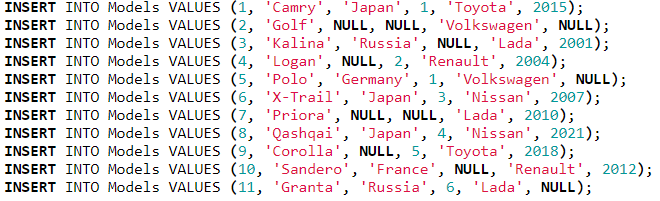 INSERT INTO Models VALUES (1, 'Camry', 'Japan', 1, 'Toyota', 2015);
INSERT INTO Models VALUES (2, 'Golf', NULL, NULL, 'Volkswagen', NULL);
INSERT INTO Models VALUES (3, 'Kalina', 'Russia', NULL, 'Lada', 2001);
INSERT INTO Models VALUES (4, 'Logan', NULL, 2, 'Renault', 2004);
INSERT INTO Models VALUES (5, 'Polo', 'Germany', 1, 'Volkswagen', NULL);
INSERT INTO Models VALUES (6, 'X-Trail', 'Japan', 3, 'Nissan', 2007);
INSERT INTO Models VALUES (7, 'Priora', NULL, NULL, 'Lada', 2010);
INSERT INTO Models VALUES (8, 'Qashqai', 'Japan', 4, 'Nissan', 2021);
INSERT INTO Models VALUES (9, 'Corolla', NULL, 5, 'Toyota', 2018);
INSERT INTO Models VALUES (10, 'Sandero', 'France', NULL, 'Renault', 2012);
INSERT INTO Models VALUES (11, 'Granta', 'Russia', 6, 'Lada', NULL);